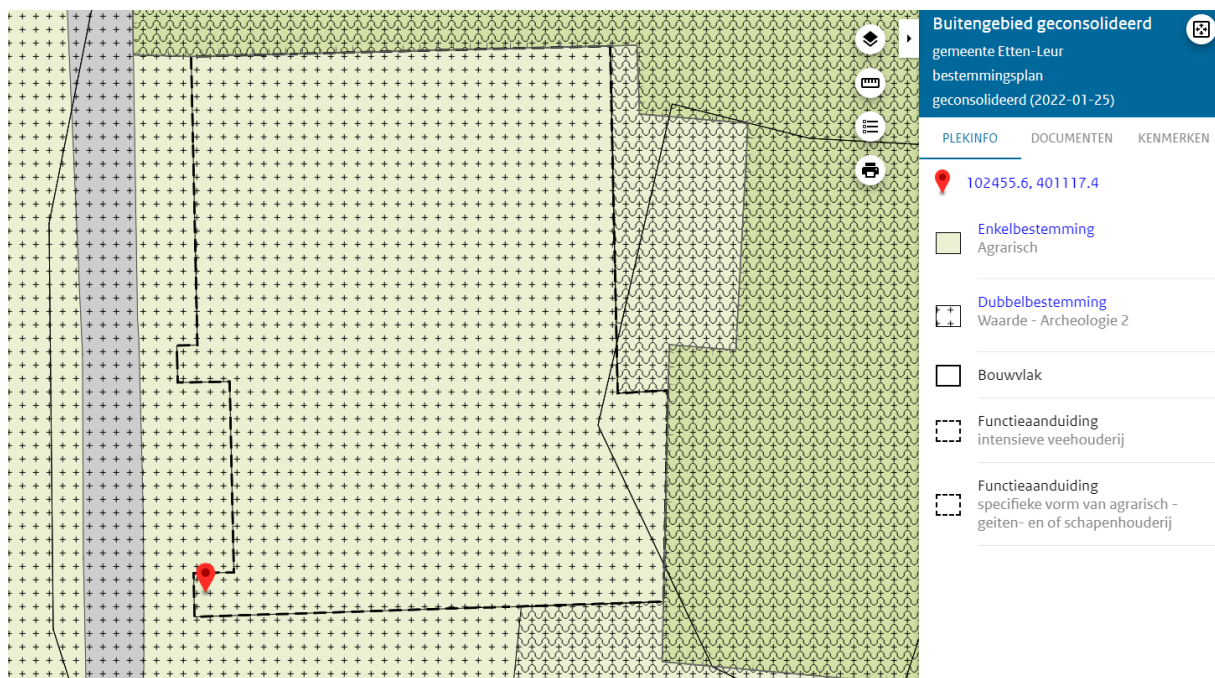 Buitengebied geconsolideerd
gemeente Etten-Leur
bestemmingsplan
geconsolideerd (2022-01-25)
PLEKINFO DOCUMENTEN KENMERKEN
102455.6, 401117.4
Enkelbestemming
Agrarisch
Dubbelbestemming
Waarde - Archeologie 2
Bouwvlak
Functieaanduiding
intensieve veehouderij
Functieaanduiding
specifieke vorm van agrarisch -
geiten- en of schapenhouderij